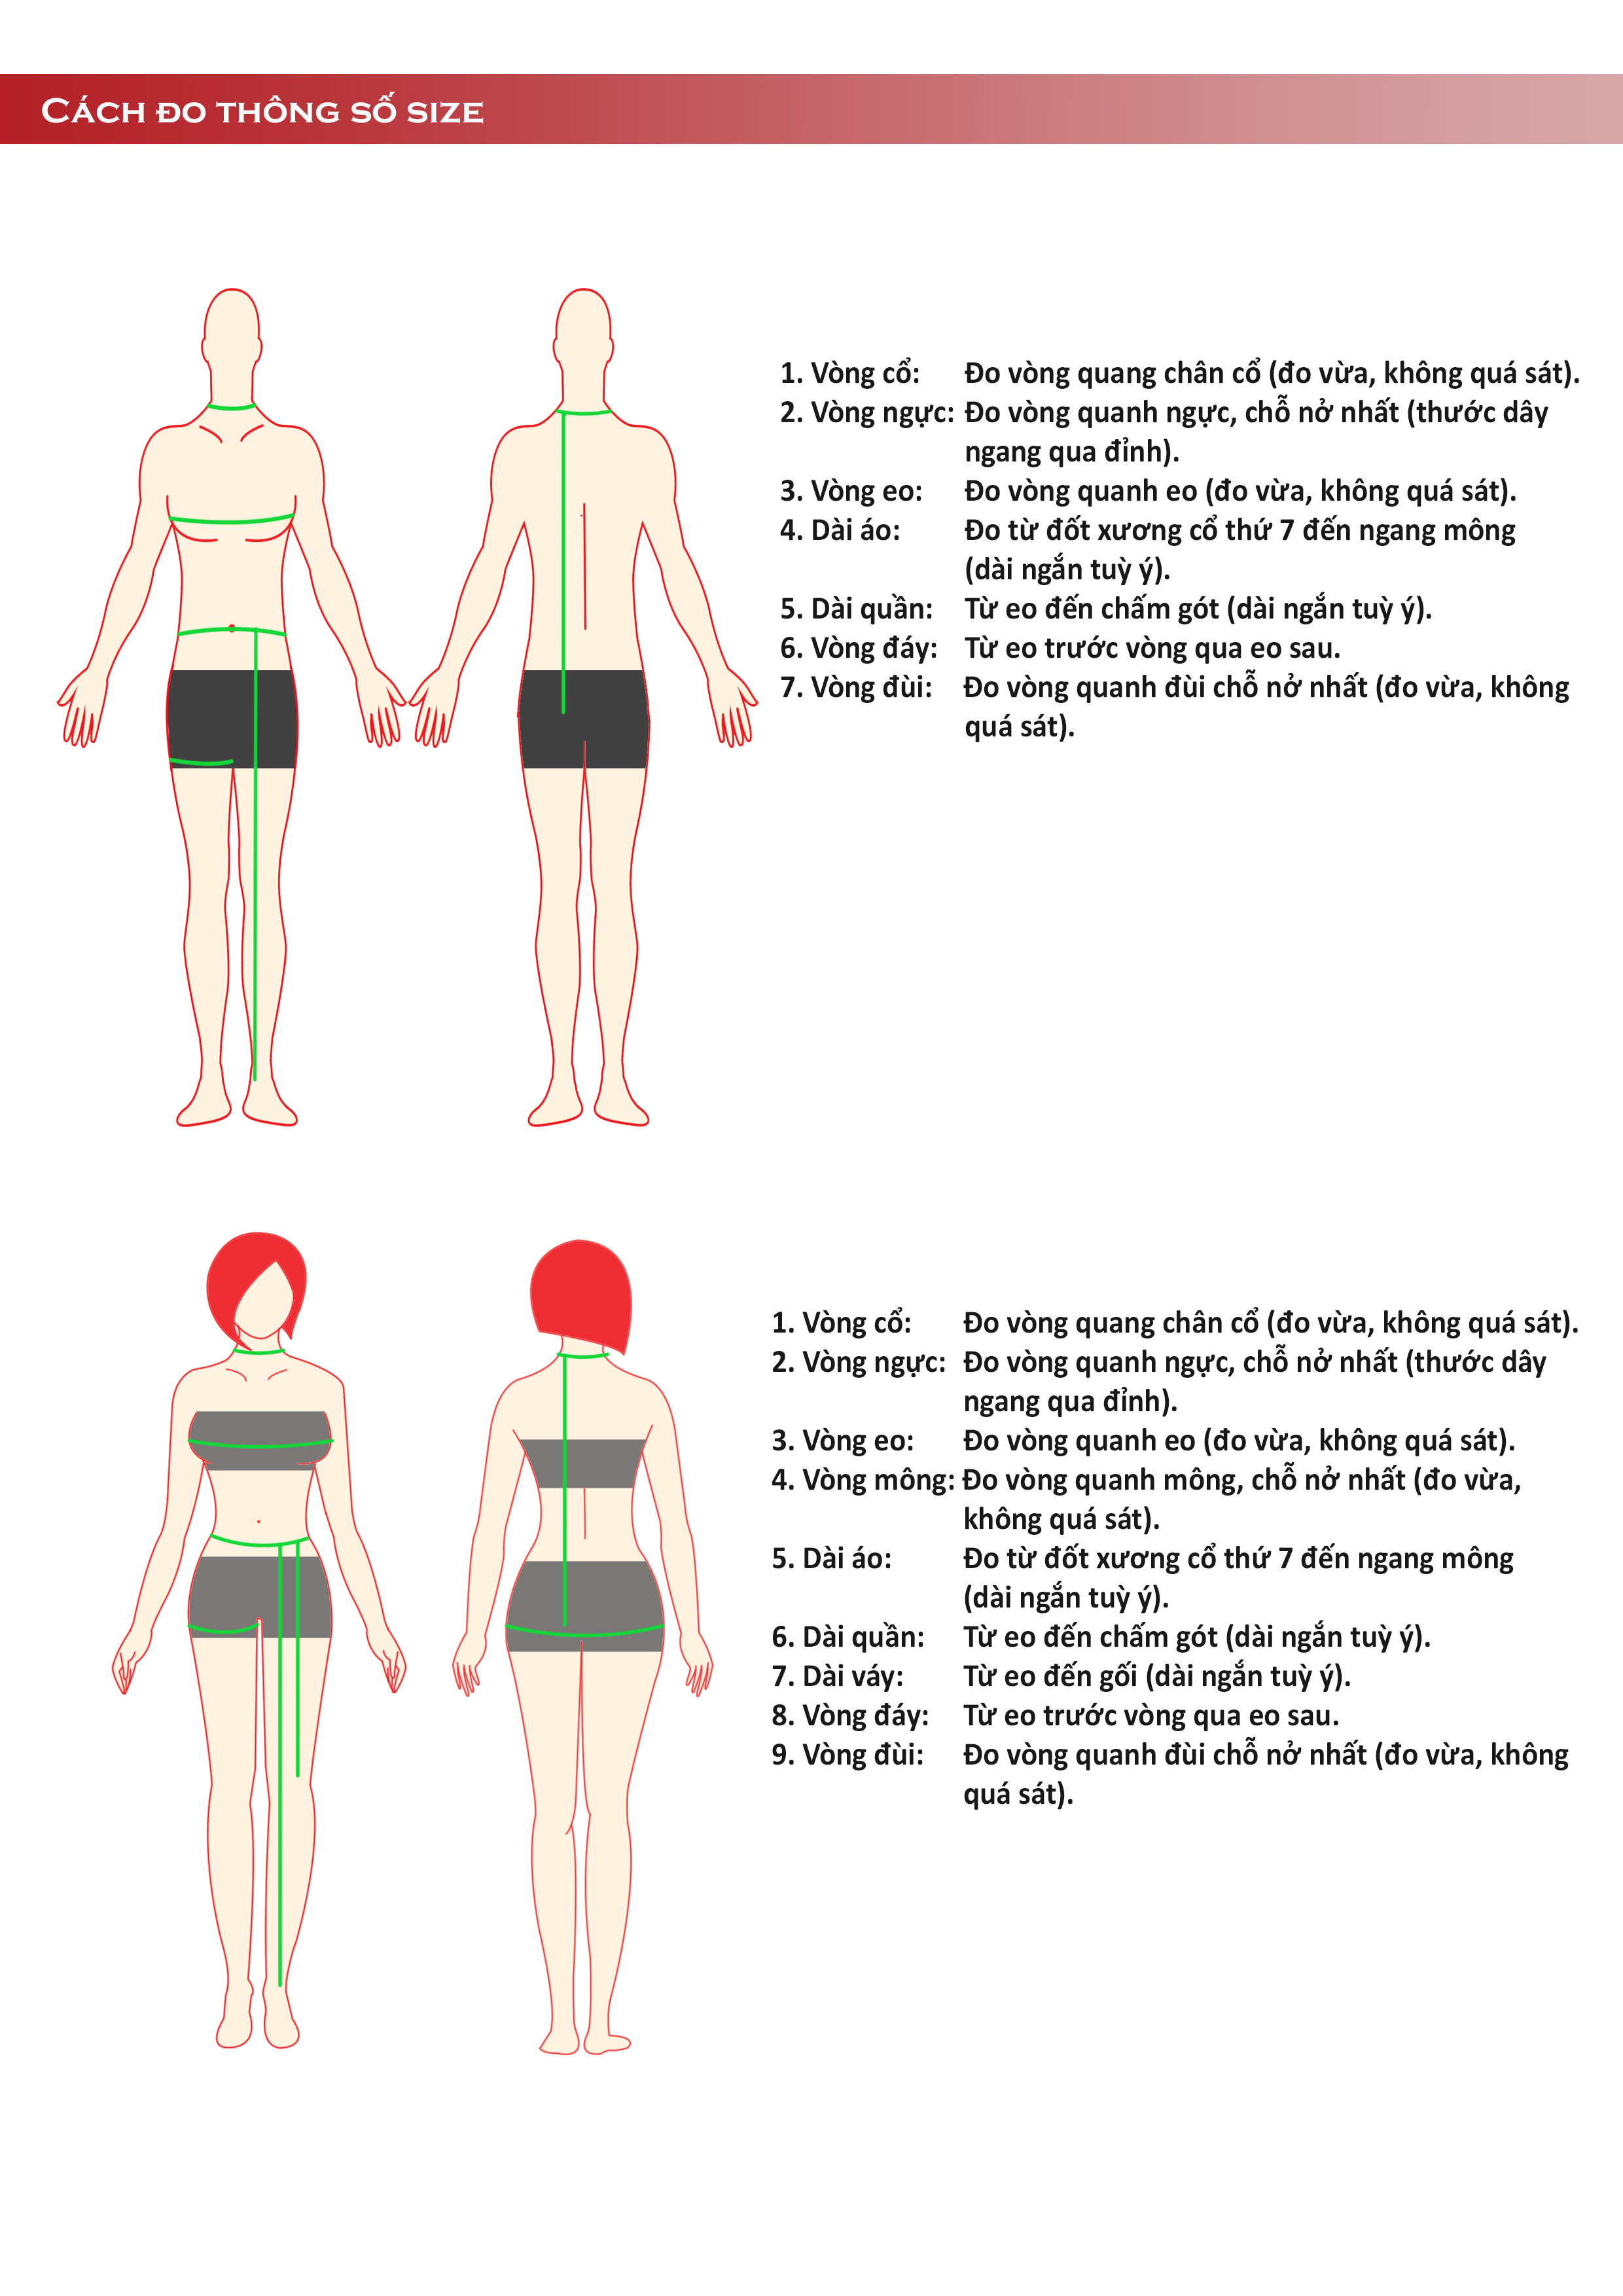 Cách đo thông số size
1. Vòng cổ: Đo vòng quang chân cổ (đo vừa, không quá sát).
2. Vòng ngực: Đo vòng quanh ngực, chỗ nở nhất (thước dây
ngang qua đỉnh).
3. Vòng eo: Đo vòng quanh eo (đo vừa, không quá sát).
4. Dài áo: Đo từ đốt xương cổ thứ 7 đến ngang mông
(dài ngắn tuỳ ý).
5. Dài quần: Từ eo đến chấm gót (dài ngắn tuỳ ý).
6. Vòng đáy: Từ eo trước vòng qua eo sau.
7. Vòng đùi: Đo vòng quanh đùi chỗ nở nhất (đo vừa, không
quá sát).
1. Vòng cổ: Đo vòng quang chân cổ (đo vừa, không quá sát).
2. Vòng ngực: Đo vòng quanh ngực, chỗ nở nhất (thước dây
ngang qua đỉnh).
3. Vòng eo: Đo vòng quanh eo (đo vừa, không quá sát).
4. Vòng mông: Đo vòng quanh mông, chỗ nở nhất (đo vừa,
không quá sát).
5. Dài áo: Đo từ đốt xương cổ thứ 7 đến ngang mông
(dài ngắn tuỳ ý).
6. Dài quần: Từ eo đến chấm gót (dài ngắn tuỳ ý).
7. Dài váy: Từ eo đến gối (dài ngắn tuỳ ý).
8. Vòng đáy: Từ eo trước vòng qua eo sau.
9. Vòng đùi: Đo vòng quanh đùi chỗ nở nhất (đo vừa, không
quá sát).